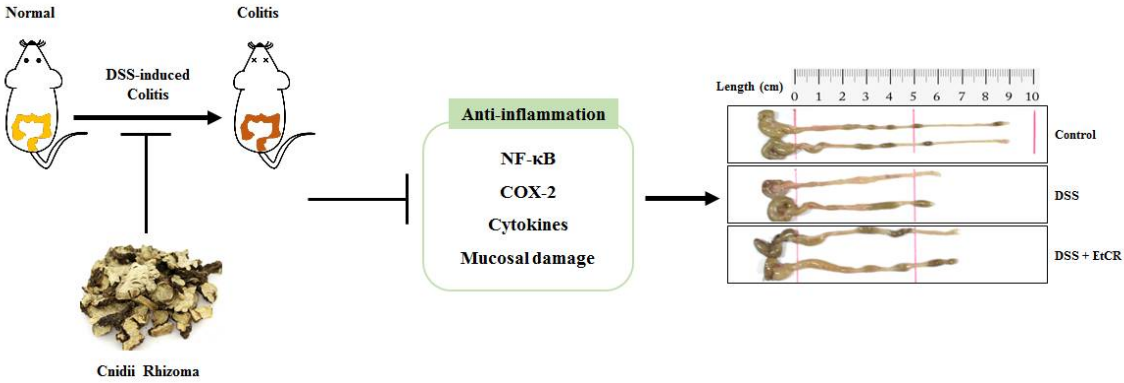 Normal
Colitis
DSS-induced
Colitis
Cnidii Rhizoma
Anti-inflammation
NF-κB
COX-2
Cytokines
Mucosal damage
Length (cm)
0 1 2 3 4 5 6 7 8 9 10
Control
DSS
DSS + EtCR